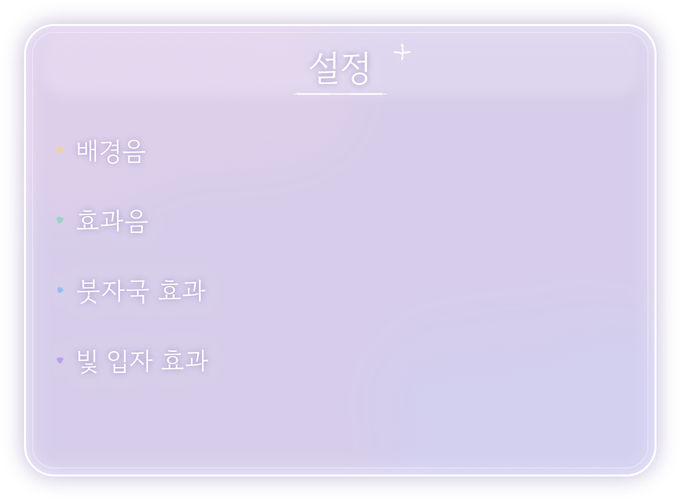 설정
배경음
효과음
붓자국 효과
빛 입자 효과